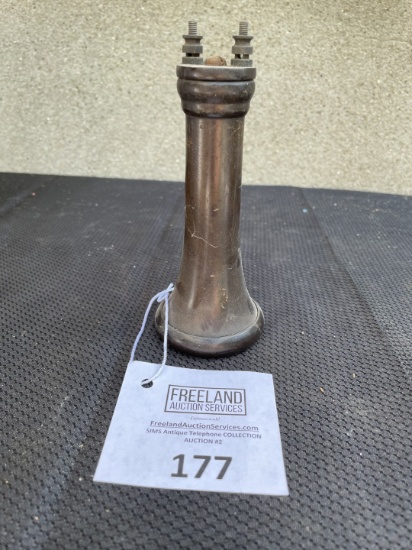 FREELAND
AUCTION SERVICES
FreelandAuctionServices.com
SIMS Antique Telephone COLLECTION
AUCTION #2
177